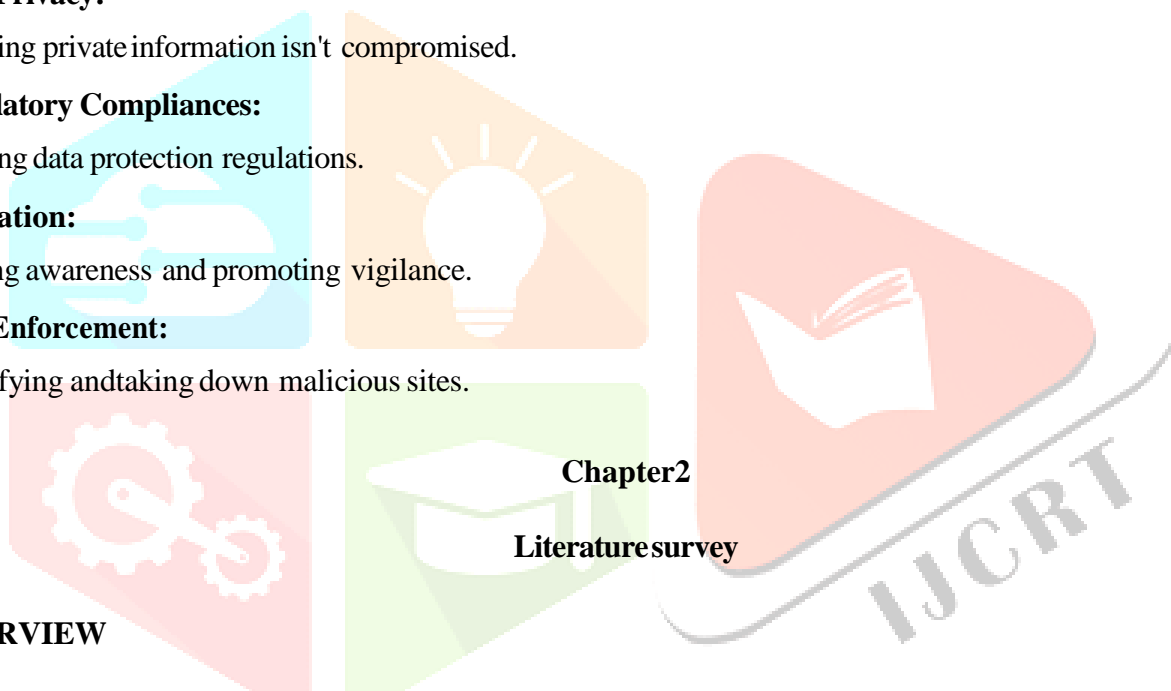 Privacy:
ing private information isn't compromised.
latory Compliances:
ng data protection regulations.
ation:
ng awareness and promoting vigilance.
Enforcement:
fying andtaking down malicious sites.
Chapter2
Literaturesurvey
RVIEW
IJCRT